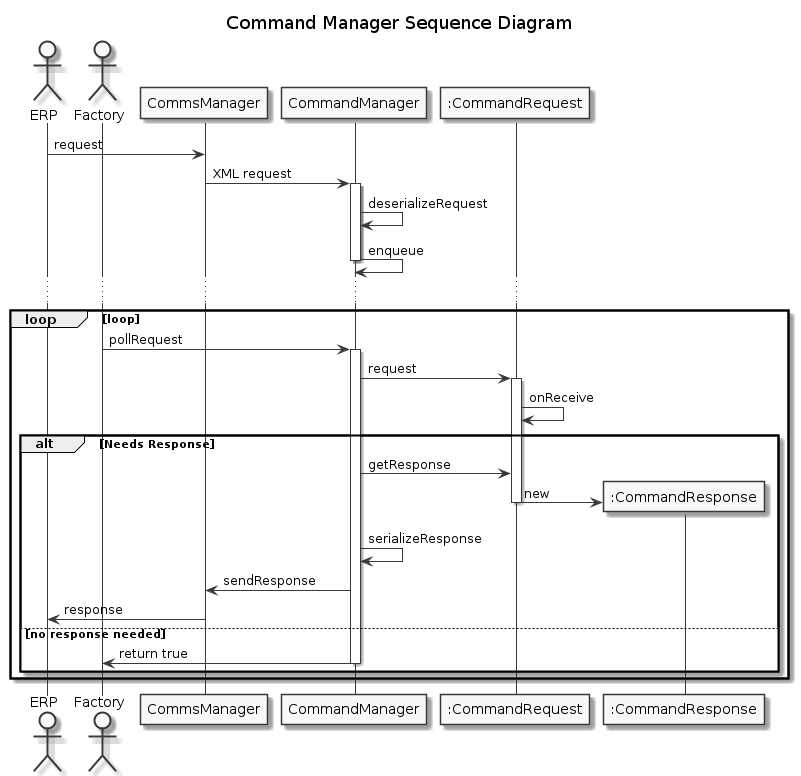 Command Manager Sequence Diagram
ERP
Factory
CommsManager
CommandManager
:CommandRequest
request
XML request
deserializeRequest
enqueue
loop
[loop]
pollRequest
request
onReceive
alt
[Needs Response]
getResponse
new
:CommandResponse
serializeResponse
sendResponse
response
[no response needed]
return true
ERP
Factory
CommsManager
CommandManager
:CommandRequest
:CommandResponse